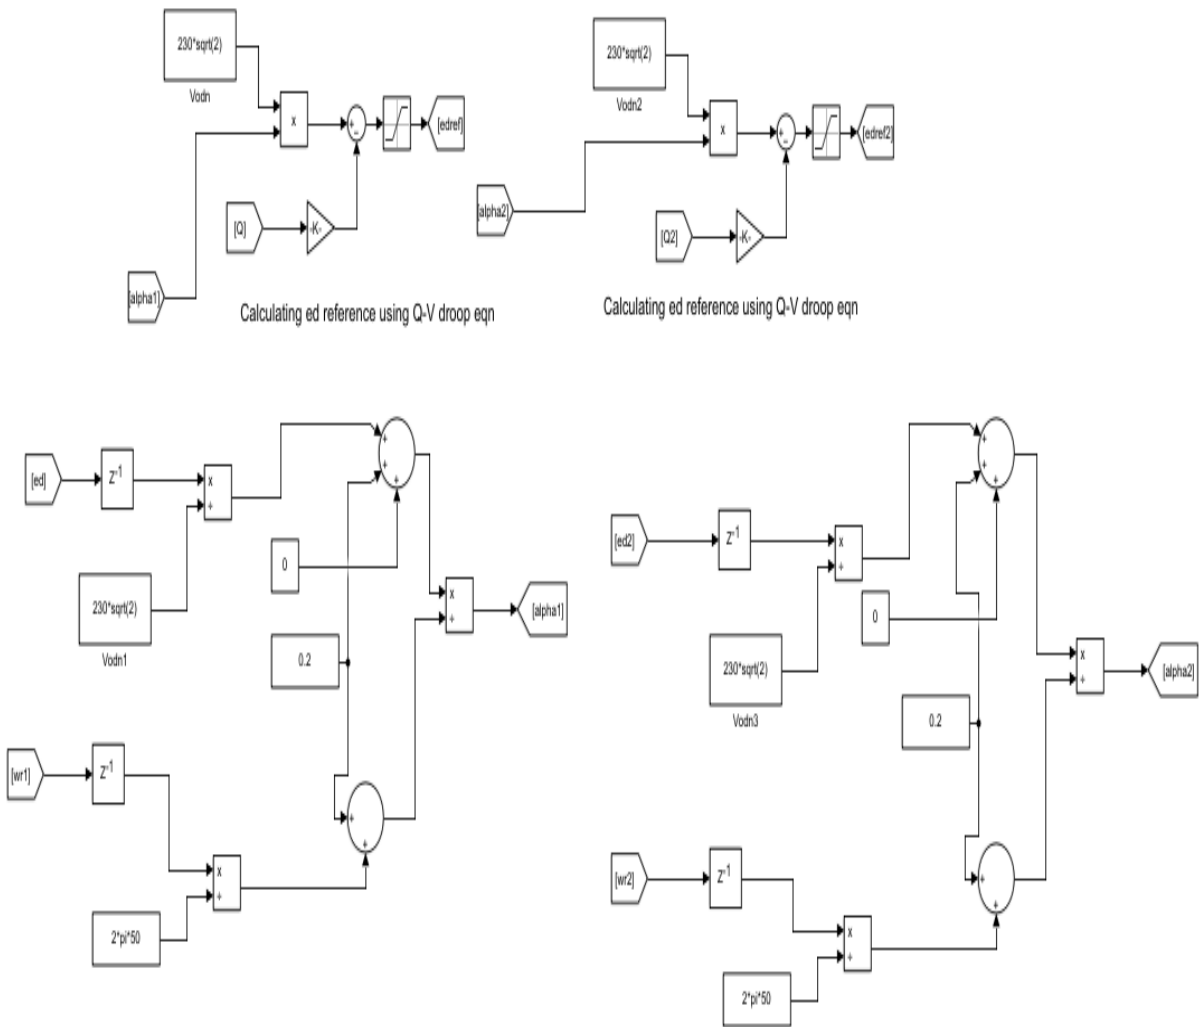 230*sqrt(2)
Vodn
x
+
-
[edref]
[Q]
-K-
[alpha1]
Calculating ed reference using Q-V droop eqn
230*sqrt(2)
Vodn2
x
+
-
[edref2]
[alpha2]
[Q2]
-K-
Calculating ed reference using Q-V droop eqn
[ed]
Z-1
x
÷
230*sqrt(2)
Vodn1
+
+
+
0
0.2
x
÷
[alpha1]
[wr1]
Z-1
x
÷
2*pi*50
+
+
[ed2]
Z-1
x
÷
230*sqrt(2)
Vodn3
+
+
+
0
0.2
x
÷
[alpha2]
[wr2]
Z-1
x
÷
2*pi*50
+
+